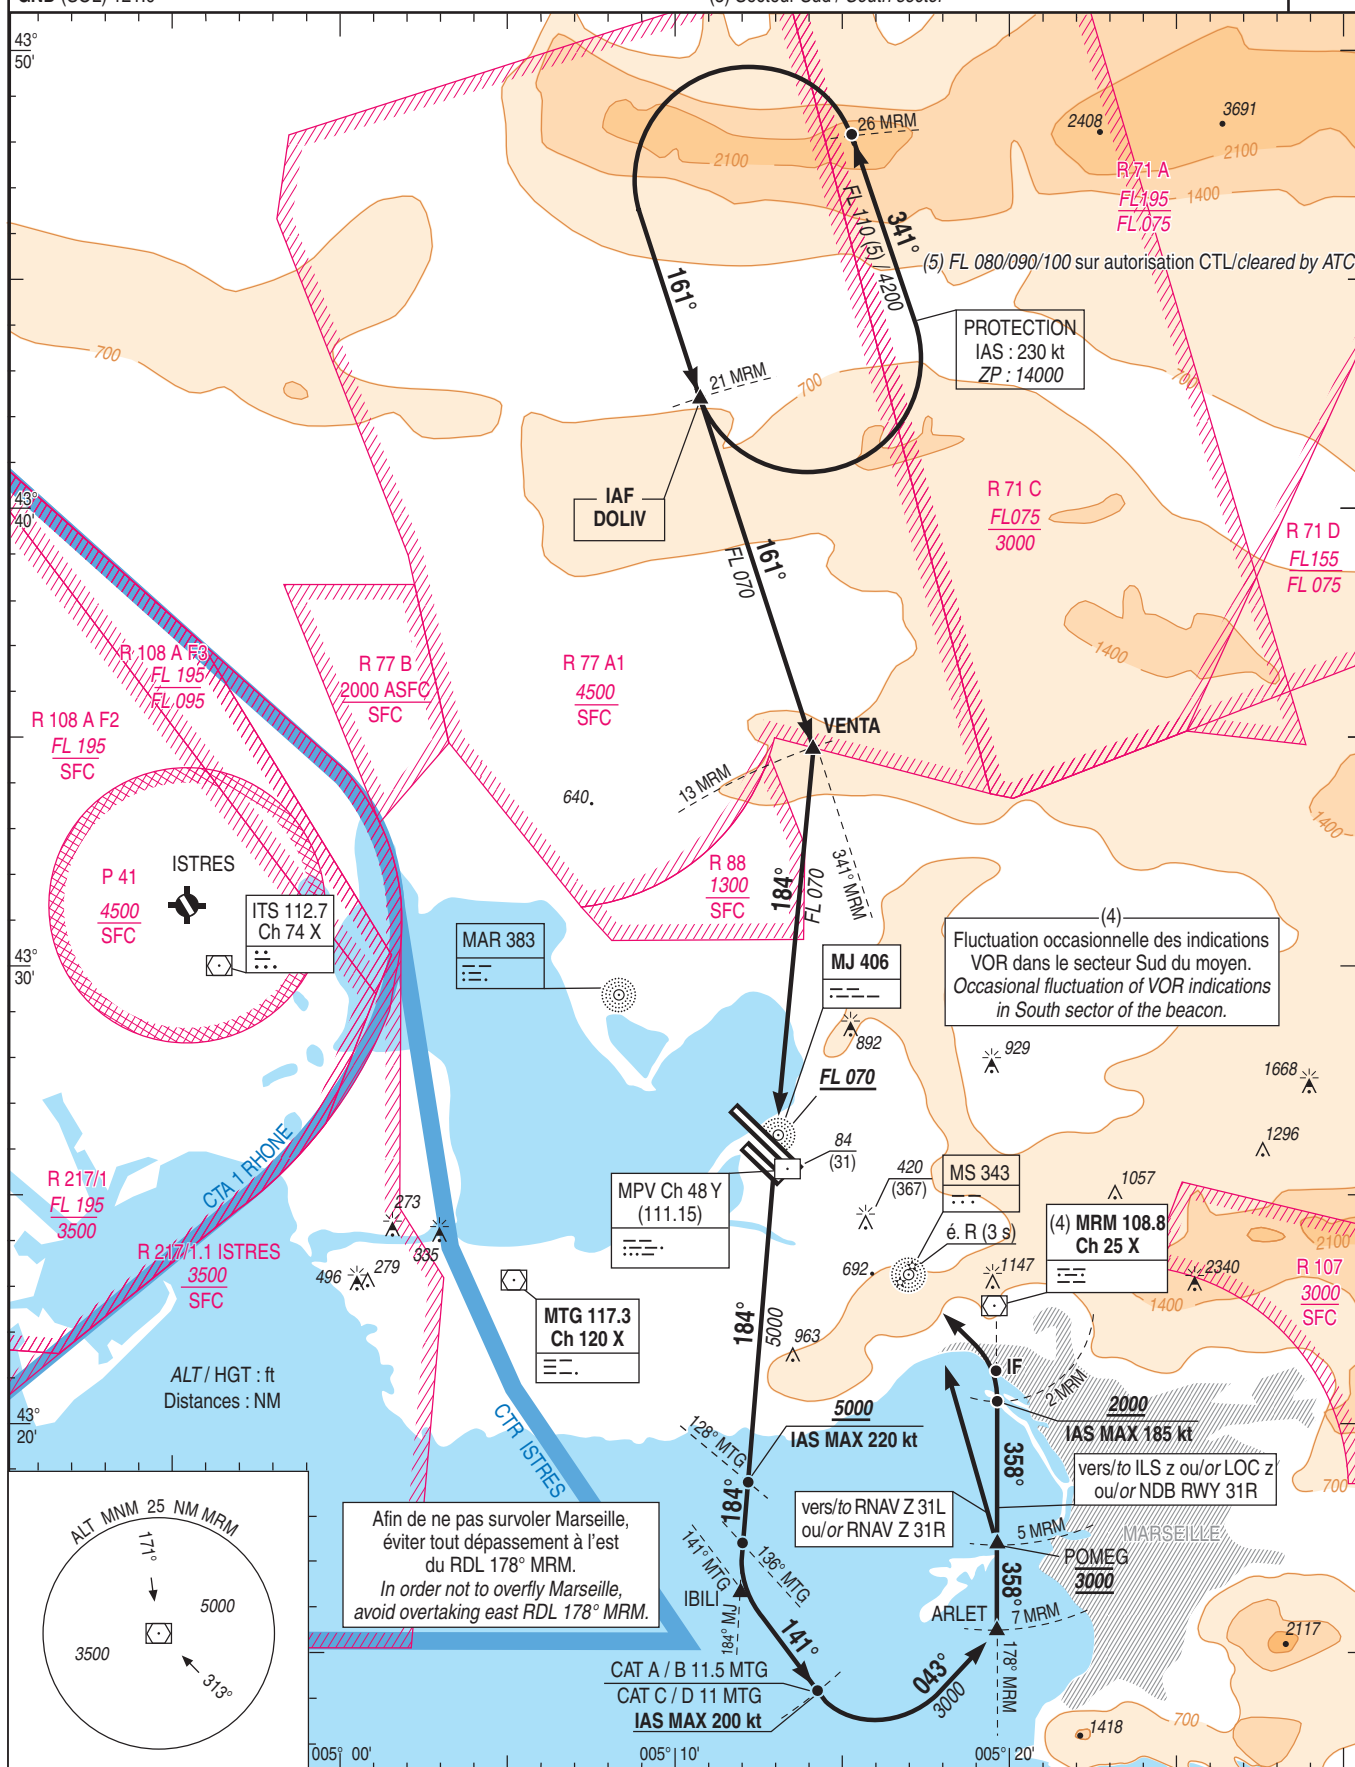 43°
50'
26 MRM
2408
3691
2100
2100
R 71 A
FL195
FL 075
1400
341°
FL 110 (5)
4200
(5) FL 080/090/100 sur autorisation CTL/cleared by ATC
161°
PROTECTION
IAS : 230 kt
ZP : 14000
700
21 MRM
700
700
IAF
DOLIV
43°
40'
R 71 C
FL075
3000
R 71 D
FL155
FL 075
161°
FL 070
1400
R 108 A F3
FL 195
FL 095
R 77 B
2000 ASFC
SFC
R 77 A1
4500
SFC
R 108 A F2
FL 195
SFC
VENTA
13 MRM
640
1400
341° MRM
ISTRES
P 41
4500
SFC
R 88
1300
SFC
184°
FL 070
ITS 112.7
Ch 74 X
MAR 383
MJ 406
(4)
Fluctuation occasionnelle des indications
VOR dans le secteur Sud du moyen.
Occasional fluctuation of VOR indications
in South sector of the beacon.
43°
30'
892
929
1668
FL 070
84
(31)
1296
CTA 1 RHONE
R 217/1
FL 195
3500
MPV Ch 48 Y
(111.15)
420
(367)
MS 343
é. R (3 s)
1057
(4) MRM 108.8
Ch 25 X
273
335
R 217/1.1 ISTRES
3500
SFC
496
279
692
1147
2340
2100
1400
R 107
3000
SFC
MTG 117.3
Ch 120 X
184°
5000
963
ALT / HGT : ft
Distances : NM
IF
2 MRM
43°
20'
CTR ISTRES
5000
IAS MAX 220 kt
2000
IAS MAX 185 kt
128° MTG
358°
vers/to ILS z ou/or LOC z
ou/or NDB RWY 31R
700
ALT MNM 25 NM MRM
171°
5000
3500
313°
Afin de ne pas survoler Marseille,
éviter tout dépassement à l'est
du RDL 178° MRM.
In order not to overfly Marseille,
avoid overtaking east RDL 178° MRM.
184°
136° MTG
141° MTG
vers/to RNAV Z 31L
ou/or RNAV Z 31R
5 MRM
MARSEILLE
POMEG
3000
IBILI
184° MJ
358°
ARLET
7 MRM
178° MRM
141°
043°
3000
CAT A / B 11.5 MTG
CAT C / D 11 MTG
IAS MAX 200 kt
2117
1418
700
005° 00'
005° 10'
005° 20'